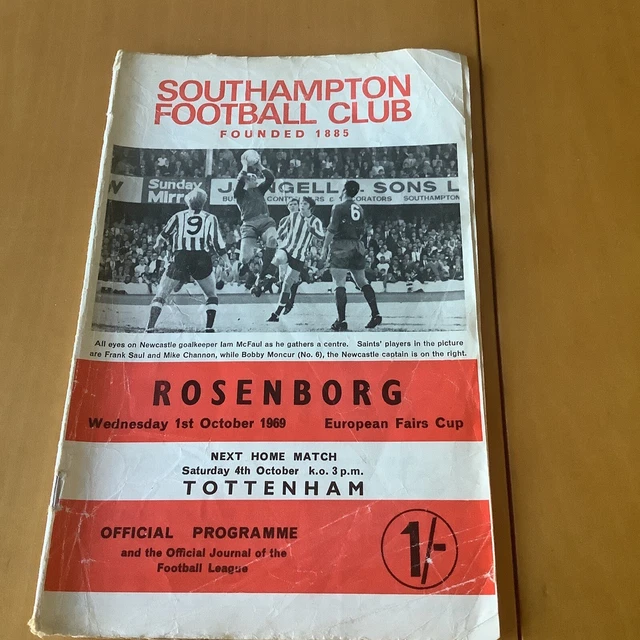 SOUTHAMPTON
FOOTBALL CLUB
FOUNDED 1885
Sunday
Mirror
NGELL & SONS L
SOUTHAMPTON
9
6
All eyes on Newcastle goalkeeper Iam McFaul as he gathers a centre. Saints' players in the picture
are Frank Saul and Mike Channon, while Bobby Moncur (No. 6), the Newcastle captain is on the right.
ROSENBORG
Wednesday 1st October 1969 European Fairs Cup
NEXT HOME MATCH
Saturday 4th October k.o. 3 p.m.
TOTTENHAM
OFFICIAL PROGRAMME
and the Official Journal of the
Football League
1/-